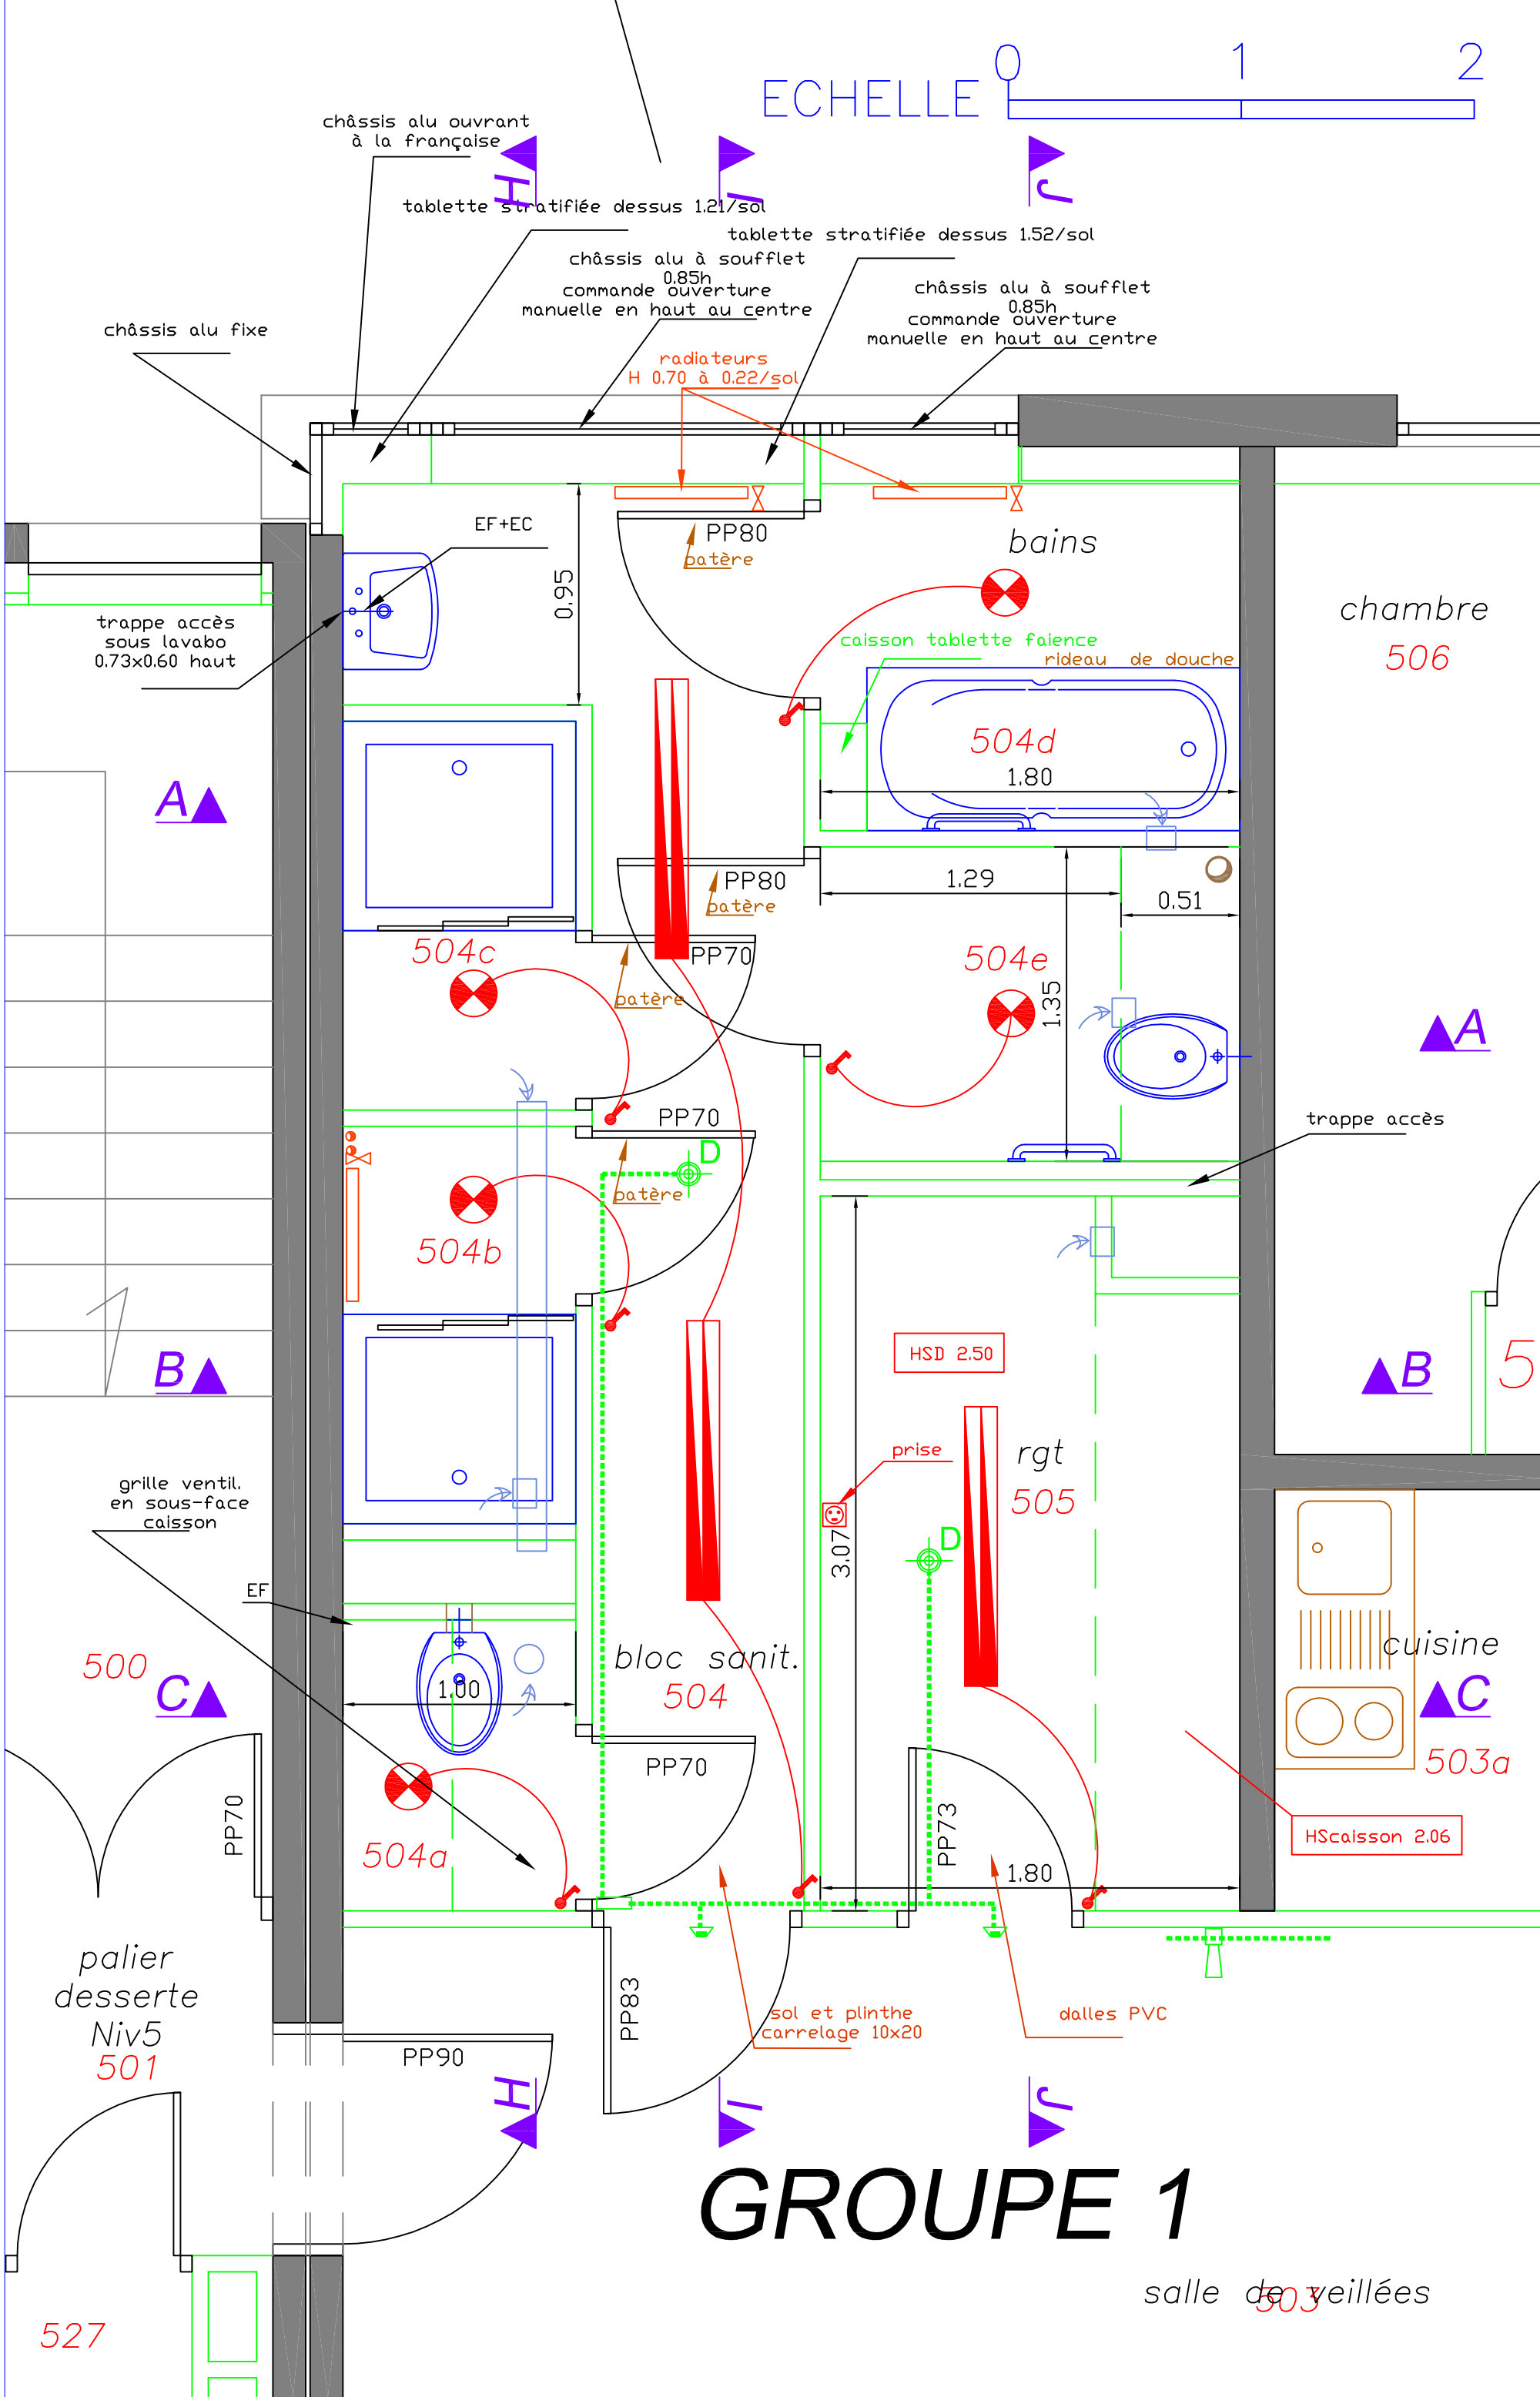 0 1 2
ECHELLE
châssis alu ouvrant
à la française
H I J
tablette stratifiée dessus 1.21/sol
tablette stratifiée dessus 1.52/sol
châssis alu à soufflet
0.85h
commande ouverture
manuelle en haut au centre
châssis alu à soufflet
0.85h
commande ouverture
manuelle en haut au centre
châssis alu fixe
radiateurs
H 0.70 à 0.22/sol
EF+EC
PP80
patère
bains
0.95
chambre
506
trappe accès
sous lavabo
0.73x0.60 haut
caisson tablette faience
rideau de douche
504d
1.80
A
PP80
patère
1.29
0.51
504c
PP70
patère
504e
1.35
A
PP70
trappe accès
D
patère
504b
HSD 2.50
B
B
5
prise
rgt
505
grille ventil.
en sous-face
caisson
3.07
D
EF
500
bloc sanit.
504
1.00
cuisine
C
C
503a
PP70
PP70
PP73
HScaisson 2.06
504a
1.80
palier
desserte
Niv5
501
PP83
sol et plinthe
carrelage 10x20
dalles PVC
PP90
H I J
GROUPE 1
salle de veillées
503
527